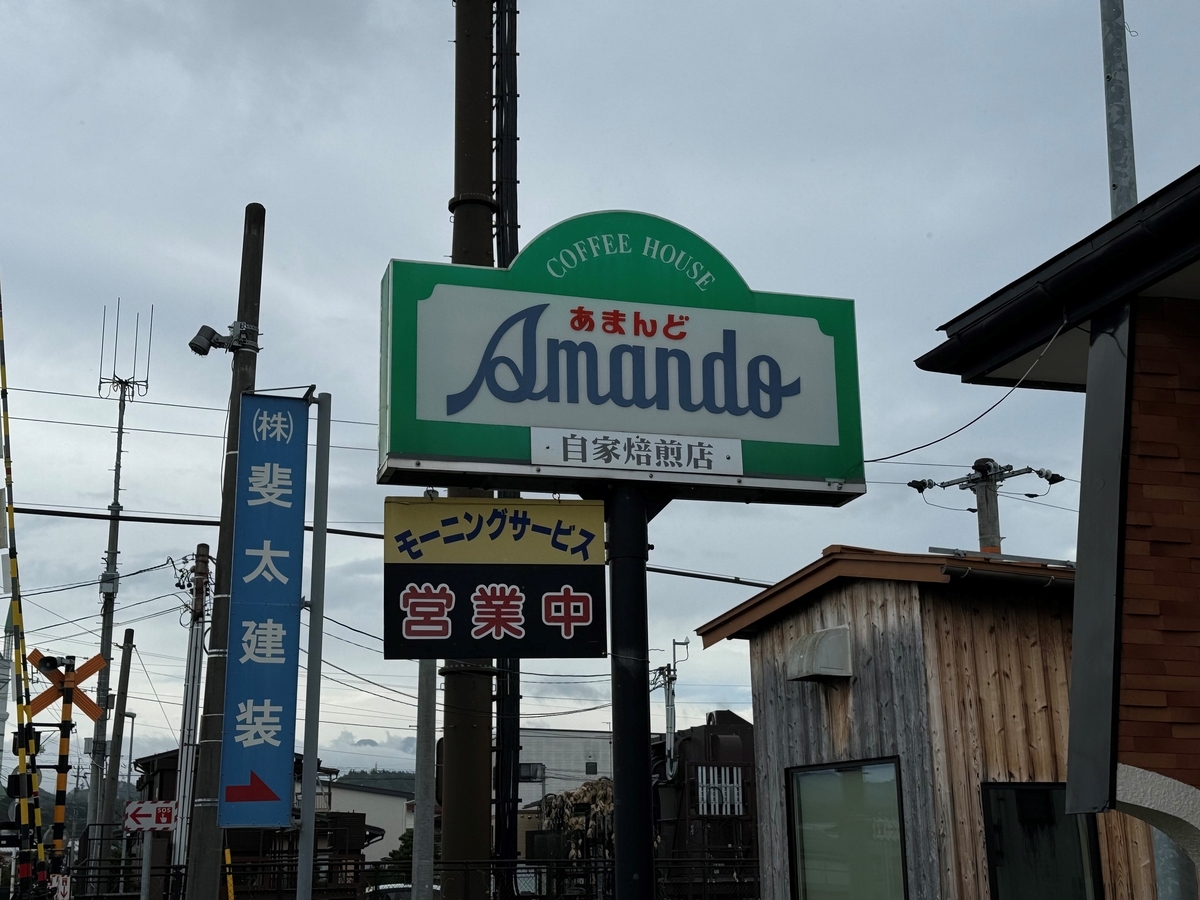 COFFEE HOUSE
あまんど
Amando
・自家焙煎店・
モーニングサービス
営業中
㈱
斐太建装
SOS